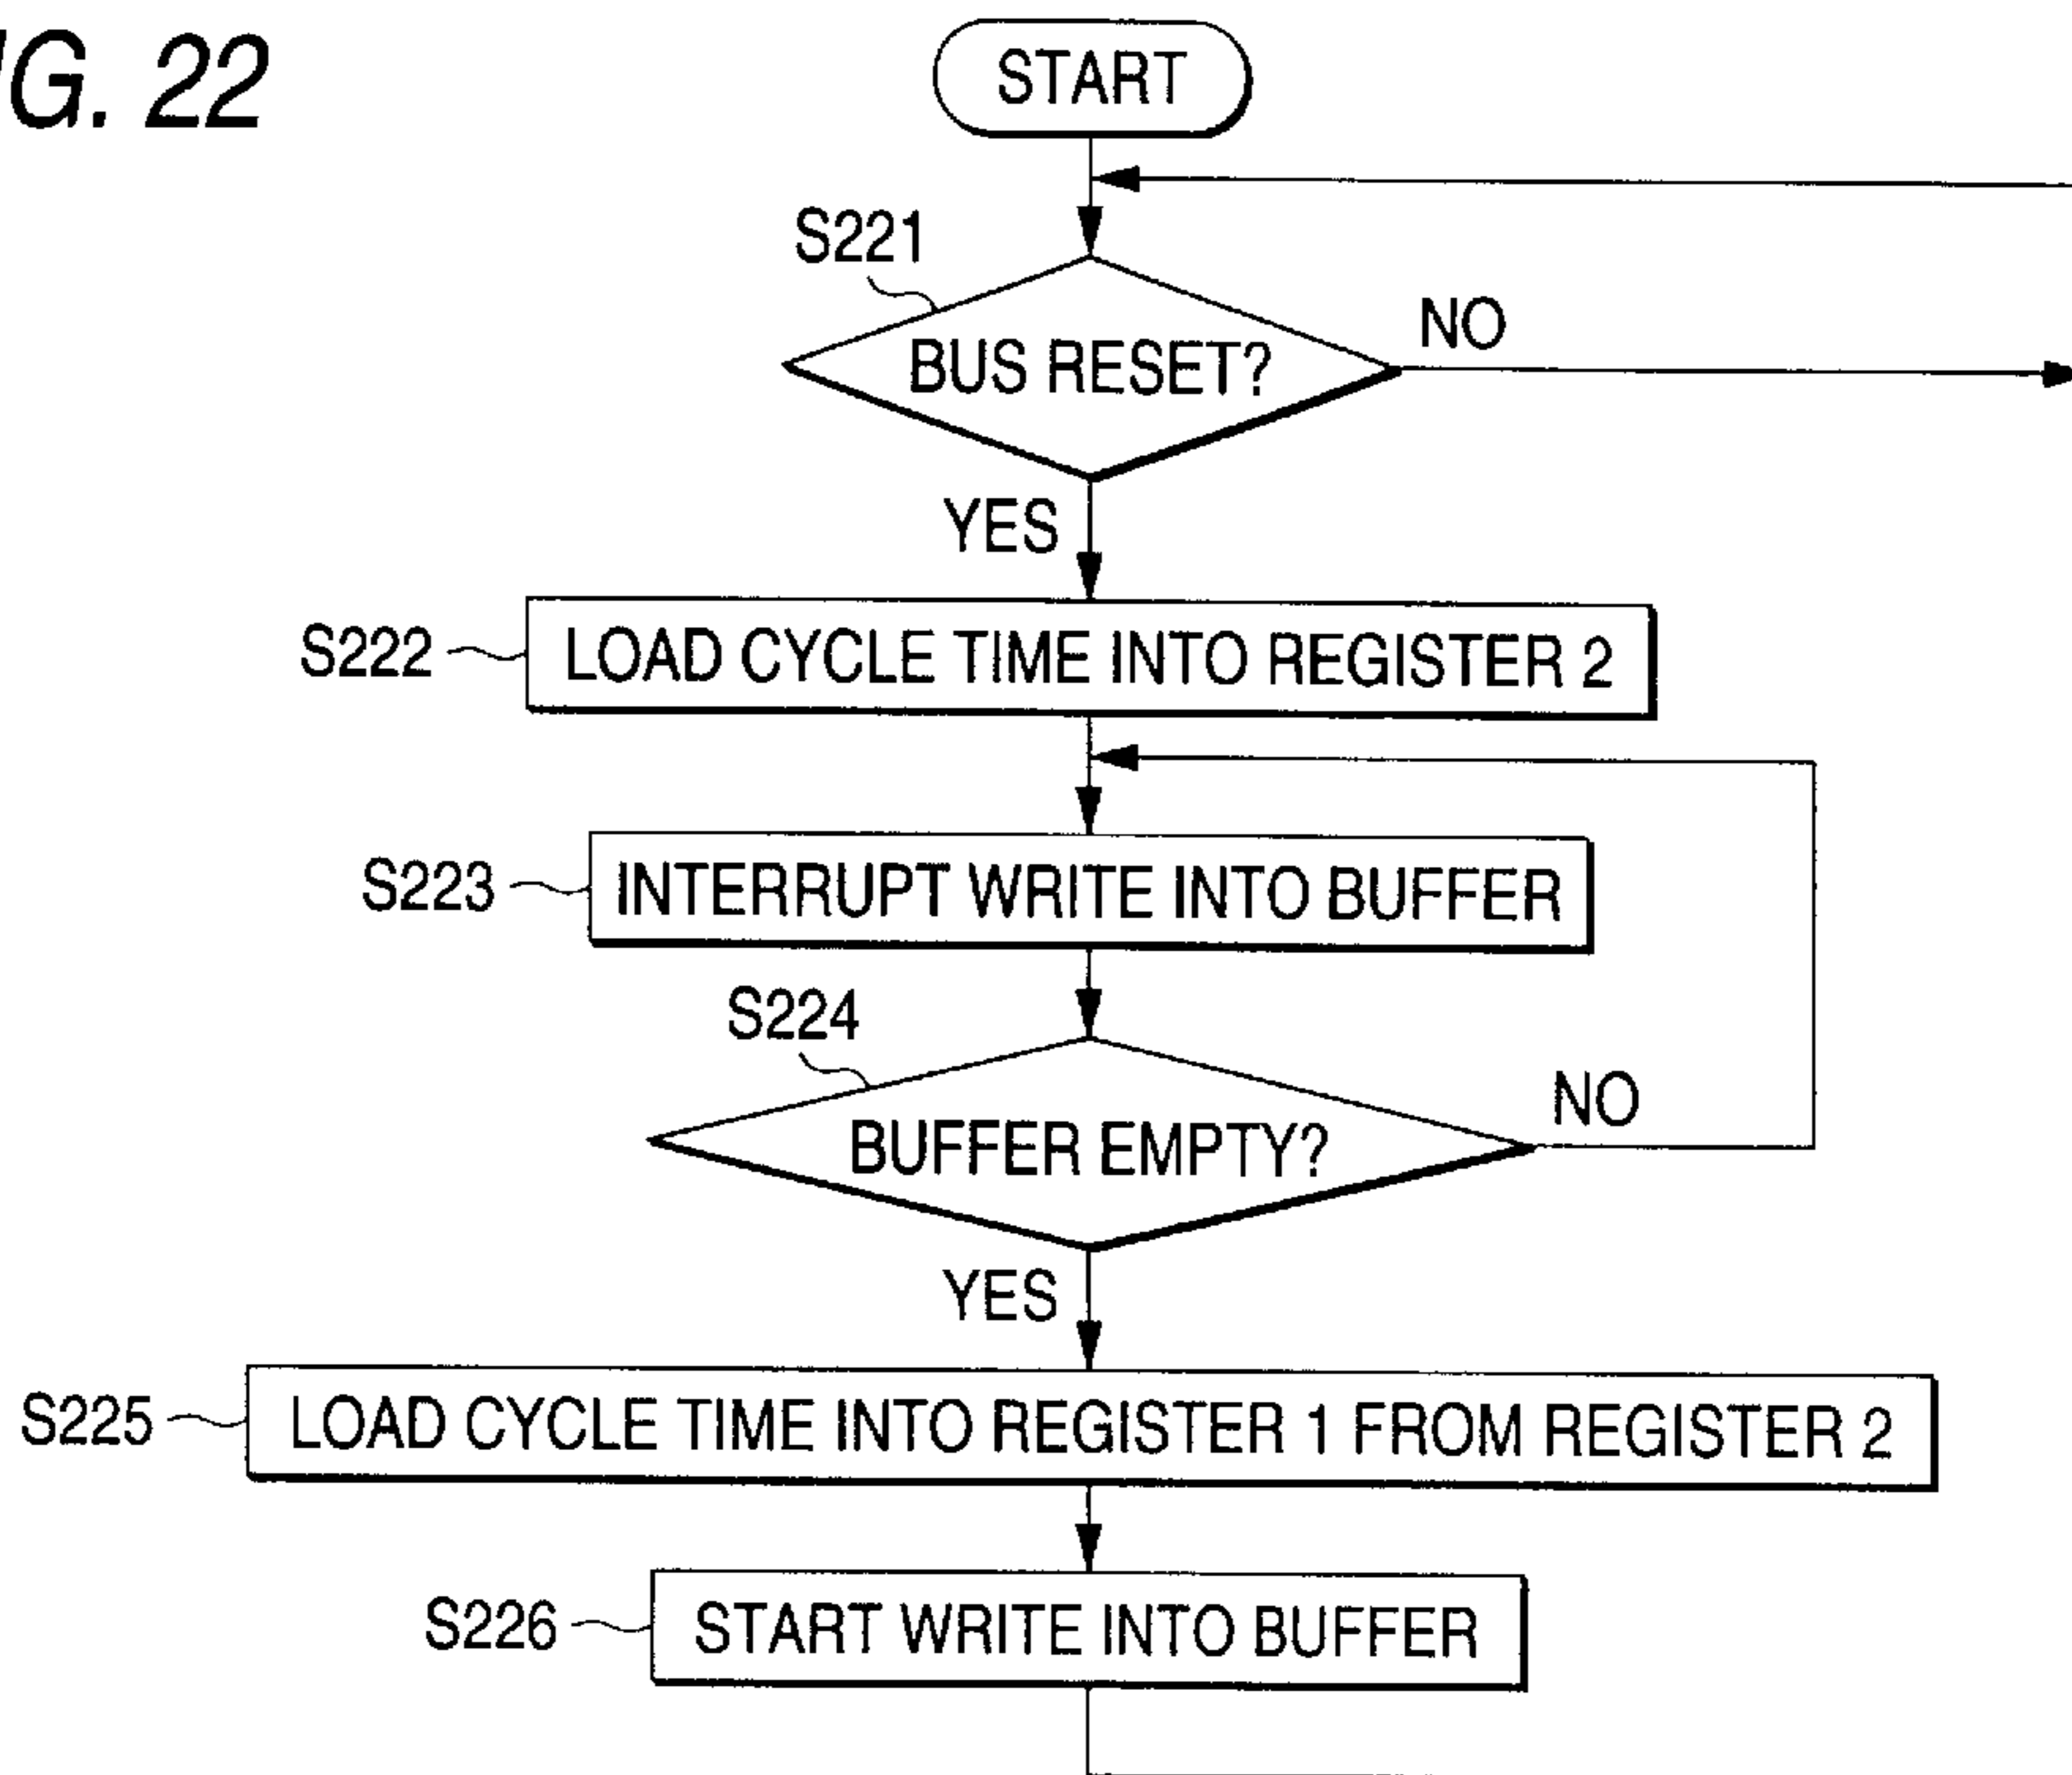 IG. 22
START
S221
BUS RESET?
NO
YES
S222
LOAD CYCLE TIME INTO REGISTER 2
S223
INTERRUPT WRITE INTO BUFFER
S224
BUFFER EMPTY?
NO
YES
S225
LOAD CYCLE TIME INTO REGISTER 1 FROM REGISTER 2
S226
START WRITE INTO BUFFER